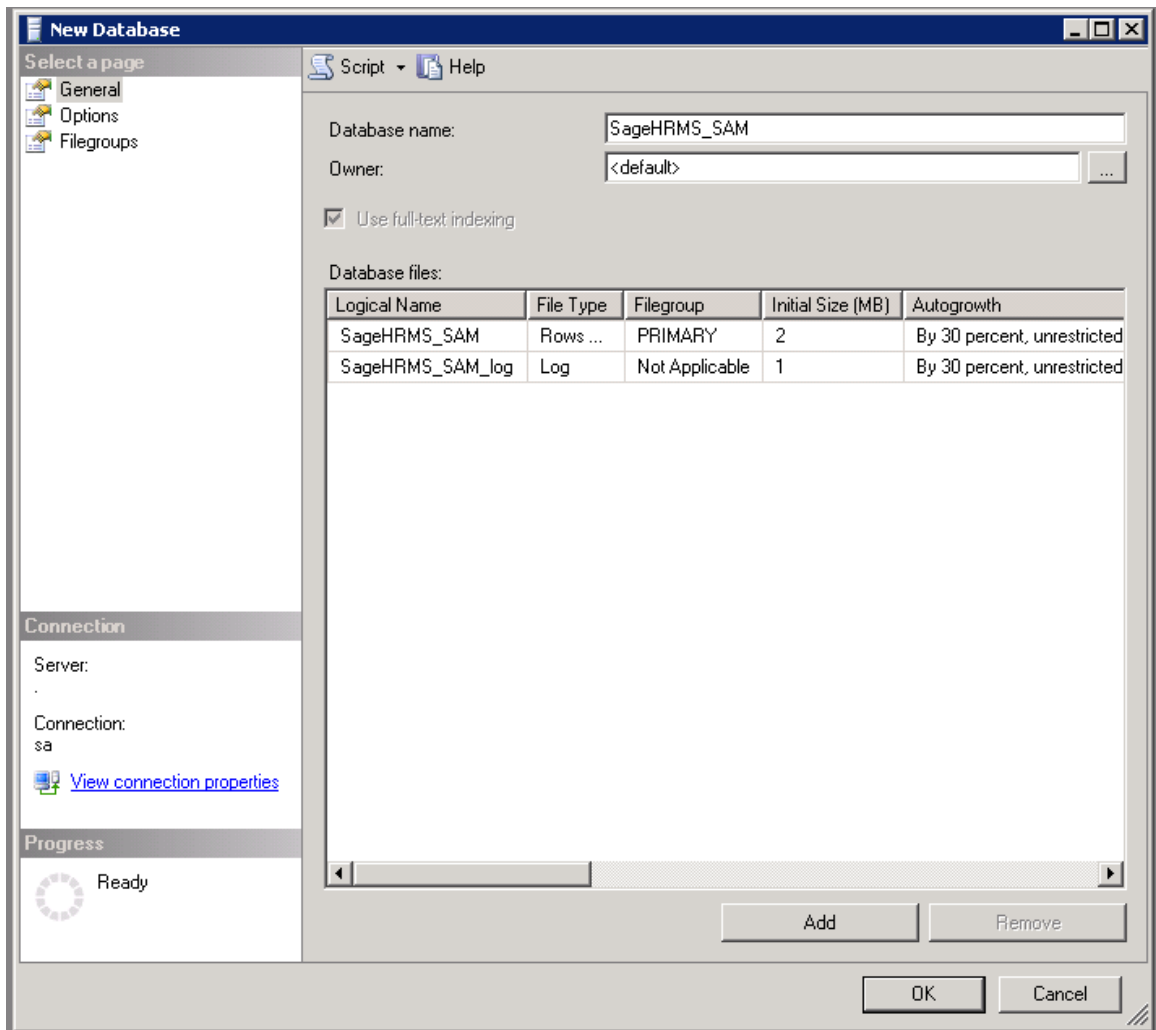 New Database
Select a page
General
Options
Filegroups
Script
Help
Database name:
SageHRMS_SAM
Owner:
<default>
...
Use full-text indexing
Database files:
Logical Name File Type Filegroup Initial Size (MB) Autogrowth
SageHRMS_SAM Rows ... PRIMARY 2 By 30 percent, unrestricted
SageHRMS_SAM_log Log Not Applicable 1 By 30 percent, unrestricted
Connection
Server:
.
Connection:
sa
View connection properties
Progress
Ready
Add Remove
OK Cancel